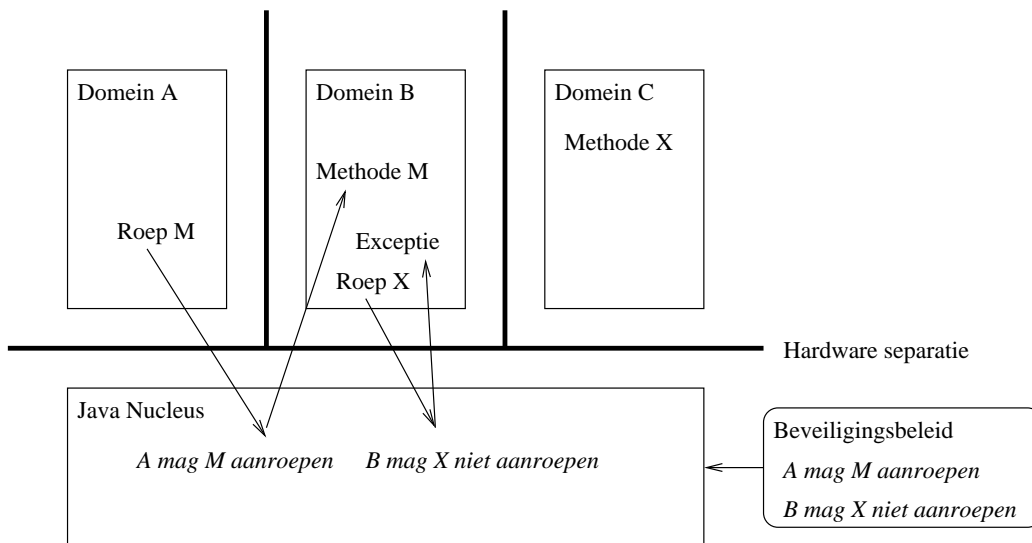 Domein A
Domein B
Domein C
Methode X
Methode M
Roep M
Exceptie
Roep X
Hardware separatie
Java Nucleus
A mag M aanroepen
B mag X niet aanroepen
Beveiligingsbeleid
A mag M aanroepen
B mag X niet aanroepen